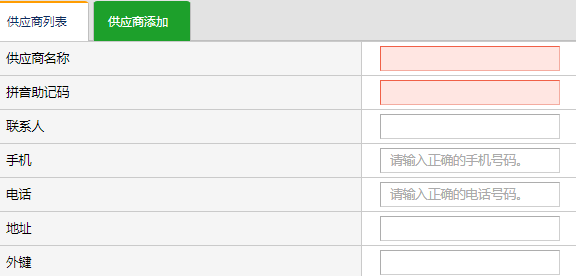 供应商列表 供应商添加
供应商名称
拼音助记码
联系人
手机 请输入正确的手机号码。
电话 请输入正确的电话号码。
地址
外键